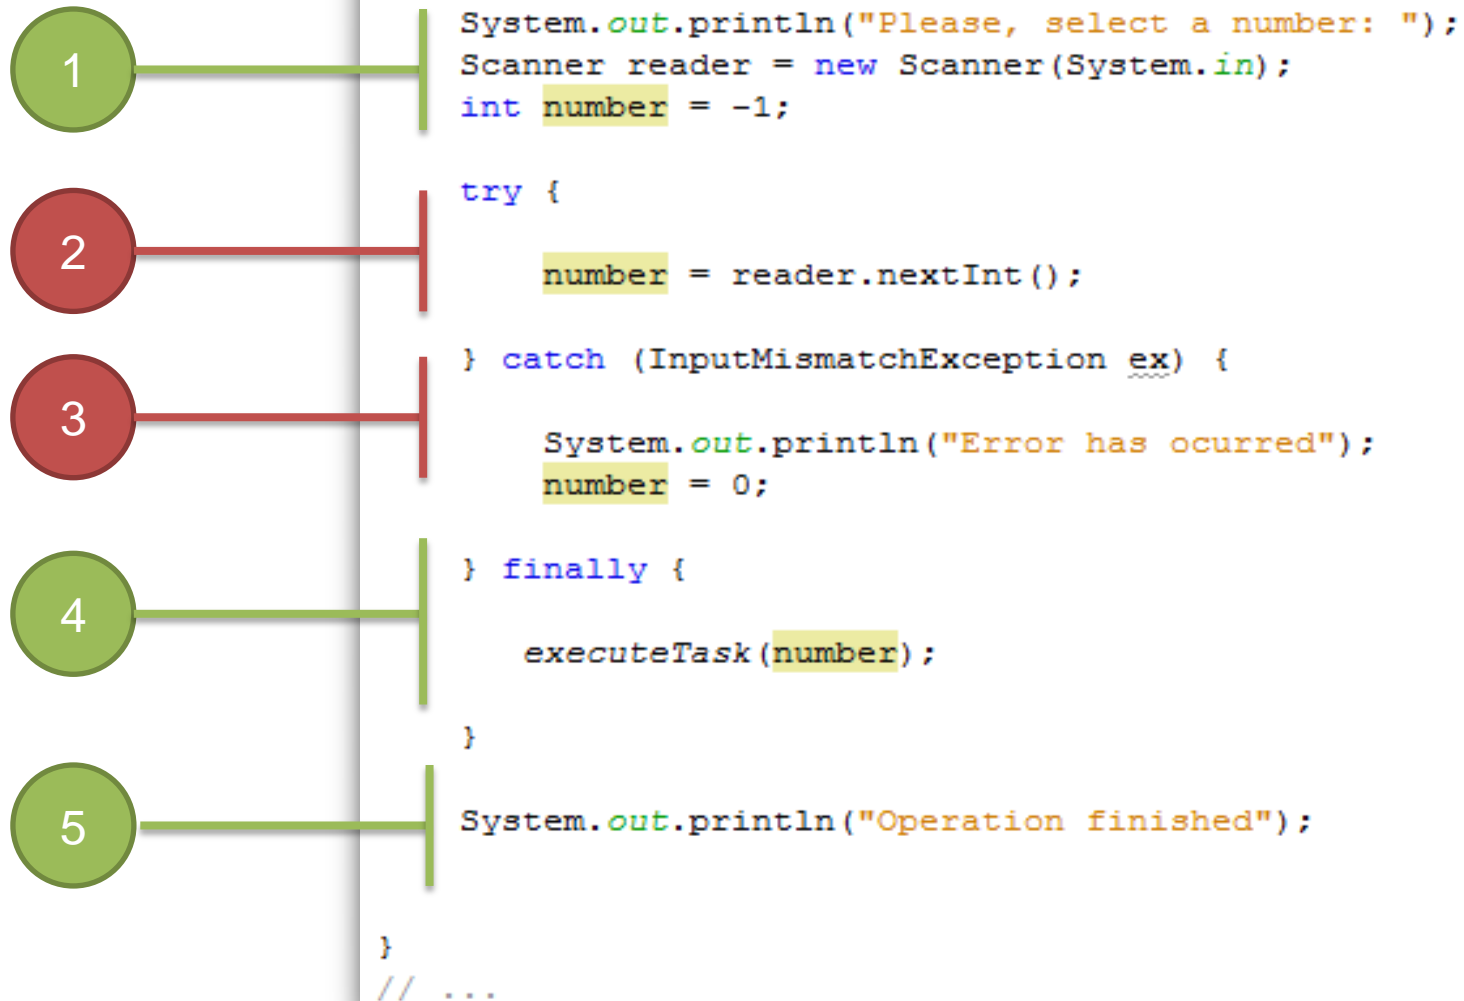 1
System.out.println("Please, select a number: ");
Scanner reader = new Scanner(System.in);
int number = -1;
2
try {
number = reader.nextInt();
3
} catch (InputMismatchException ex) {
System.out.println("Error has ocurred");
number = 0;
4
} finally {
executeTask(number);
}
5
System.out.println("Operation finished");
}
// ...